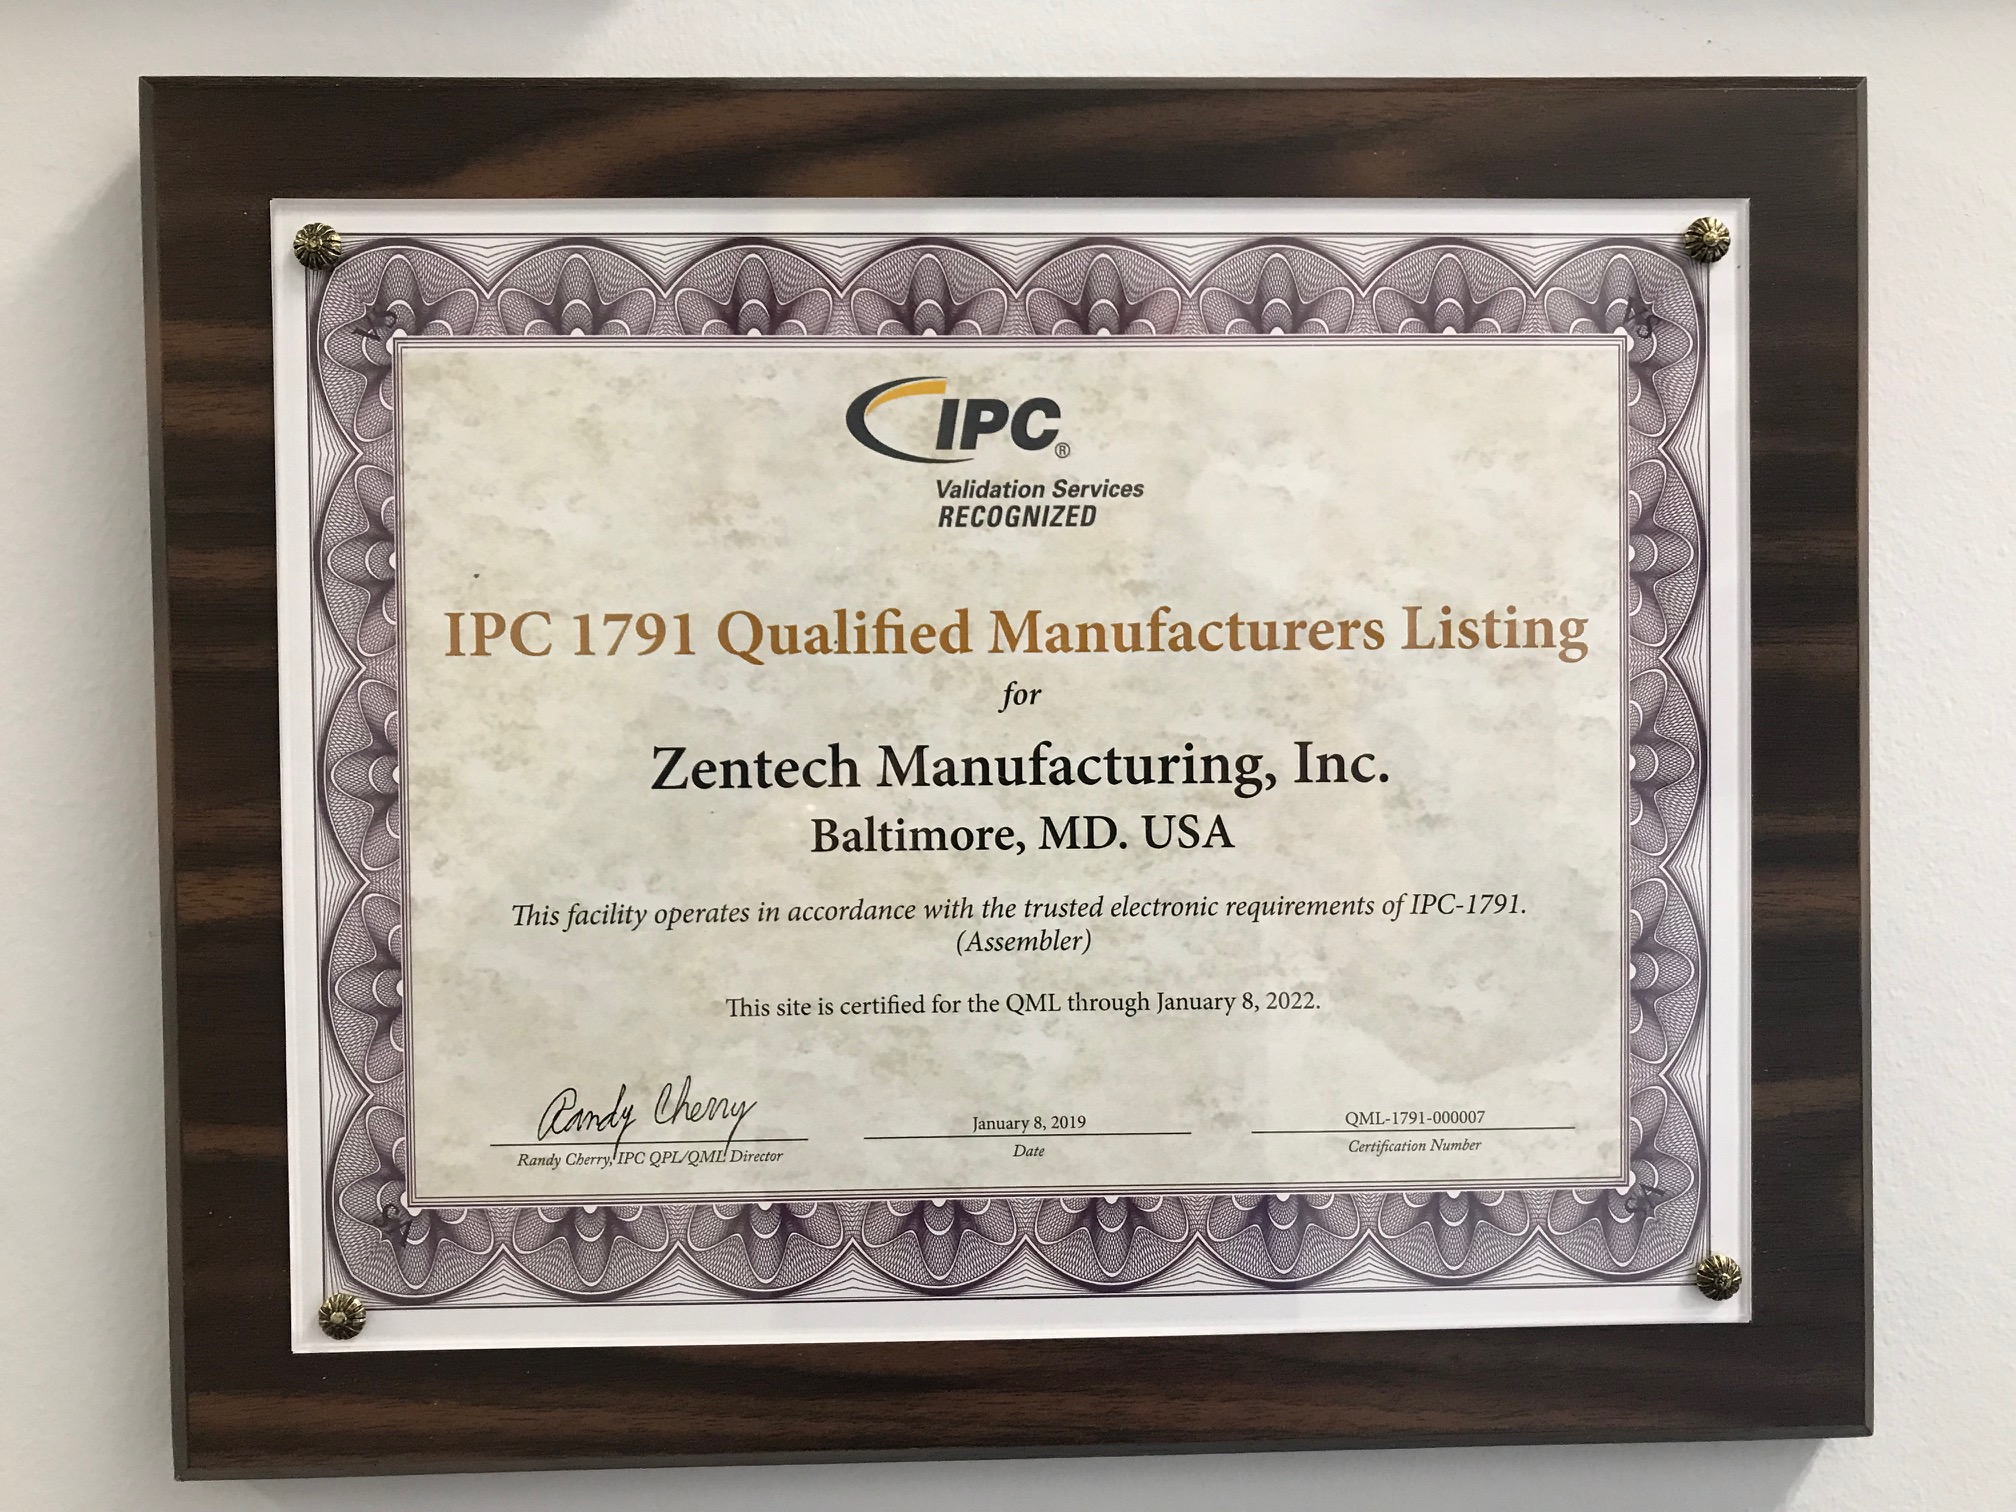 IPC®
Validation Services
RECOGNIZED
IPC 1791 Qualified Manufacturers Listing
for
Zentech Manufacturing, Inc.
Baltimore, MD. USA
This facility operates in accordance with the trusted electronic requirements of IPC-1791.
(Assembler)
This site is certified for the QML through January 8, 2022.
Randy Cherry
January 8, 2019
QML-1791-000007
Randy Cherry, IPC QPL/QML Director
Date
Certification Number